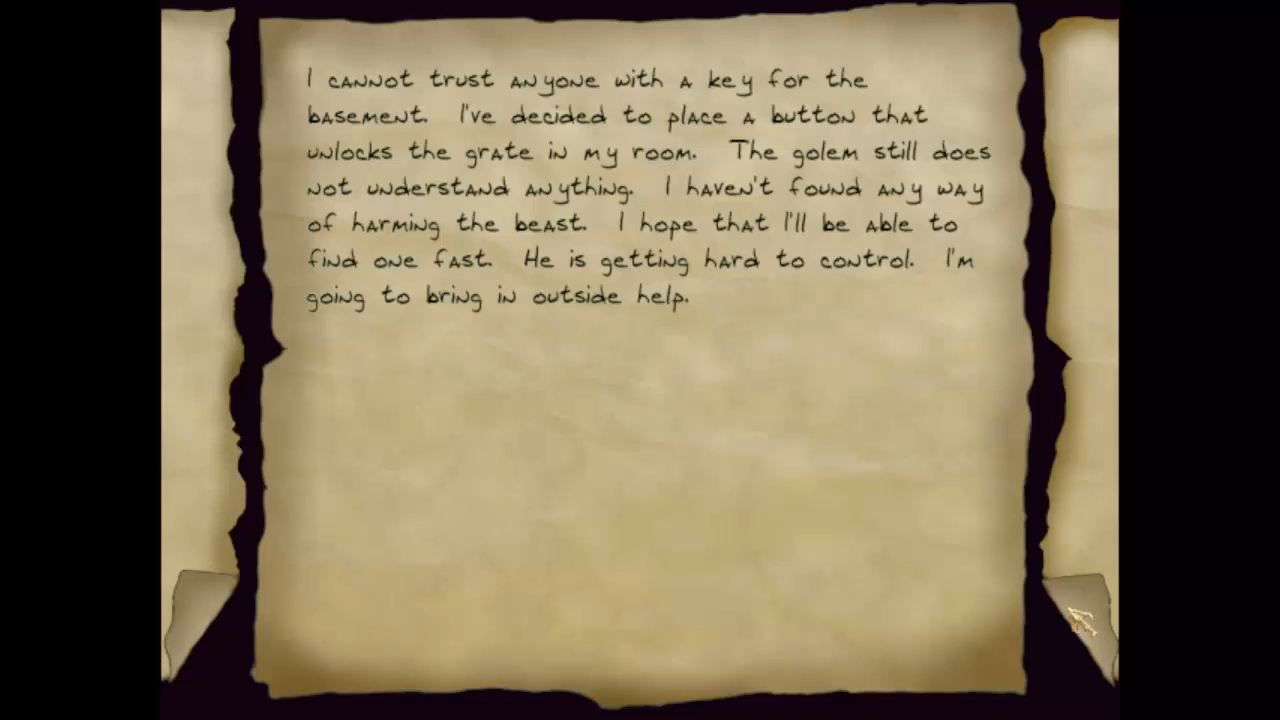 I cannot trust anyone with a key for the
basement. I've decided to place a button that
unlocks the grate in my room. The golem still does
not understand anything. I haven't found any way
of harming the beast. I hope that I'll be able to
find one fast. He is getting hard to control. I'm
going to bring in outside help.